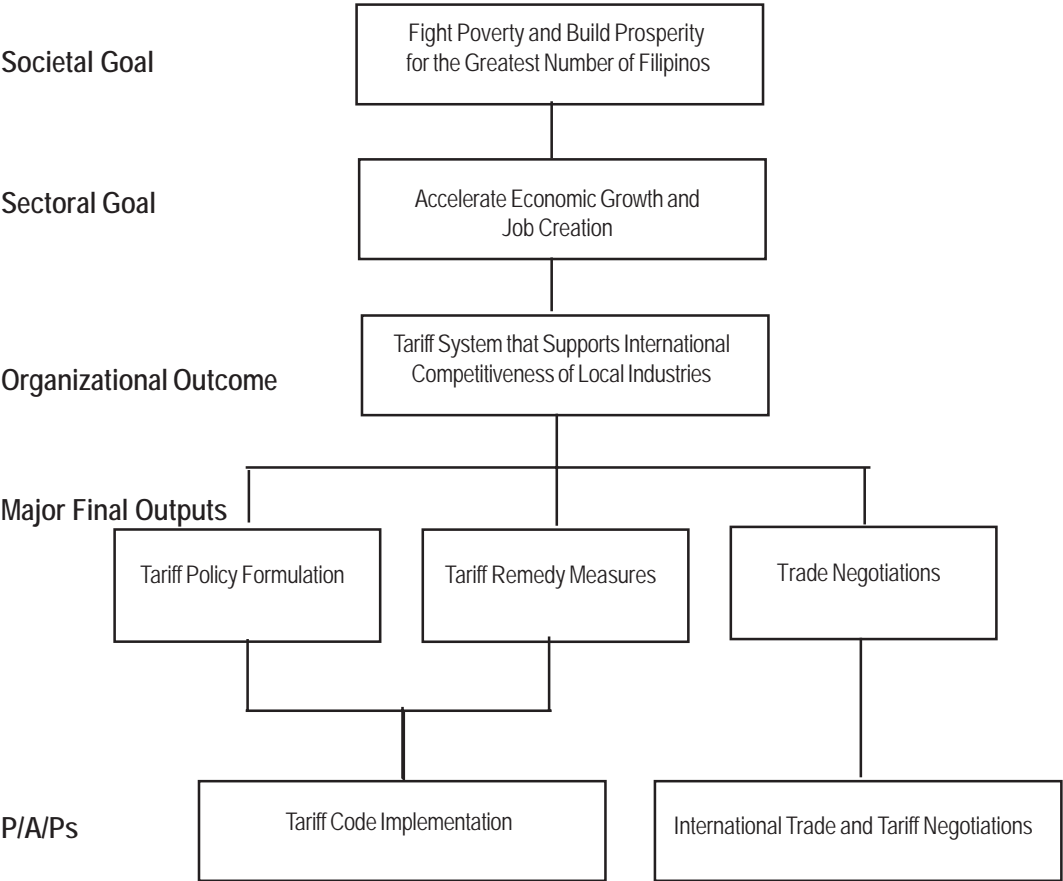 Societal Goal
Fight Poverty and Build Prosperity
for the Greatest Number of Filipinos
Sectoral Goal
Accelerate Economic Growth and
Job Creation
Organizational Outcome
Tariff System that Supports International
Competitiveness of Local Industries
Major Final Outputs
Tariff Policy Formulation
Tariff Remedy Measures
Trade Negotiations
P/A/Ps
Tariff Code Implementation
International Trade and Tariff Negotiations